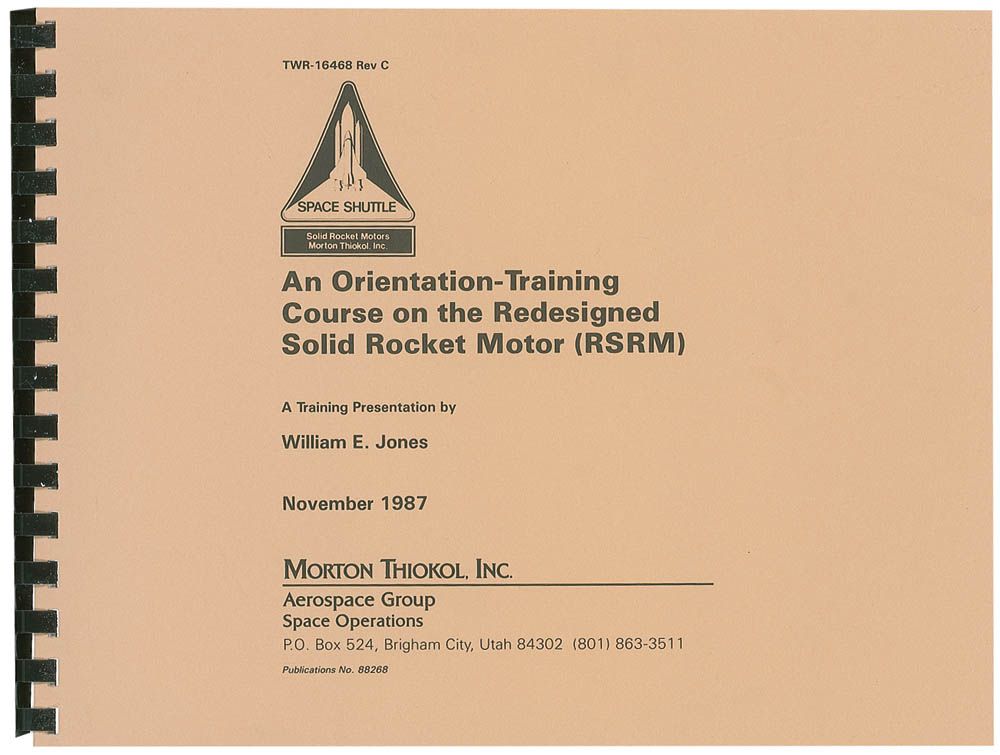 TWR-16468 Rev C
SPACE SHUTTLE
Solid Rocket Motors
Morton Thiokol, Inc.
An Orientation-Training
Course on the Redesigned
Solid Rocket Motor (RSRM)
A Training Presentation by
William E. Jones
November 1987
MORTON THIOKOL, INC.
Aerospace Group
Space Operations
P.O. Box 524, Brigham City, Utah 84302 (801) 863-3511
Publications No. 88268